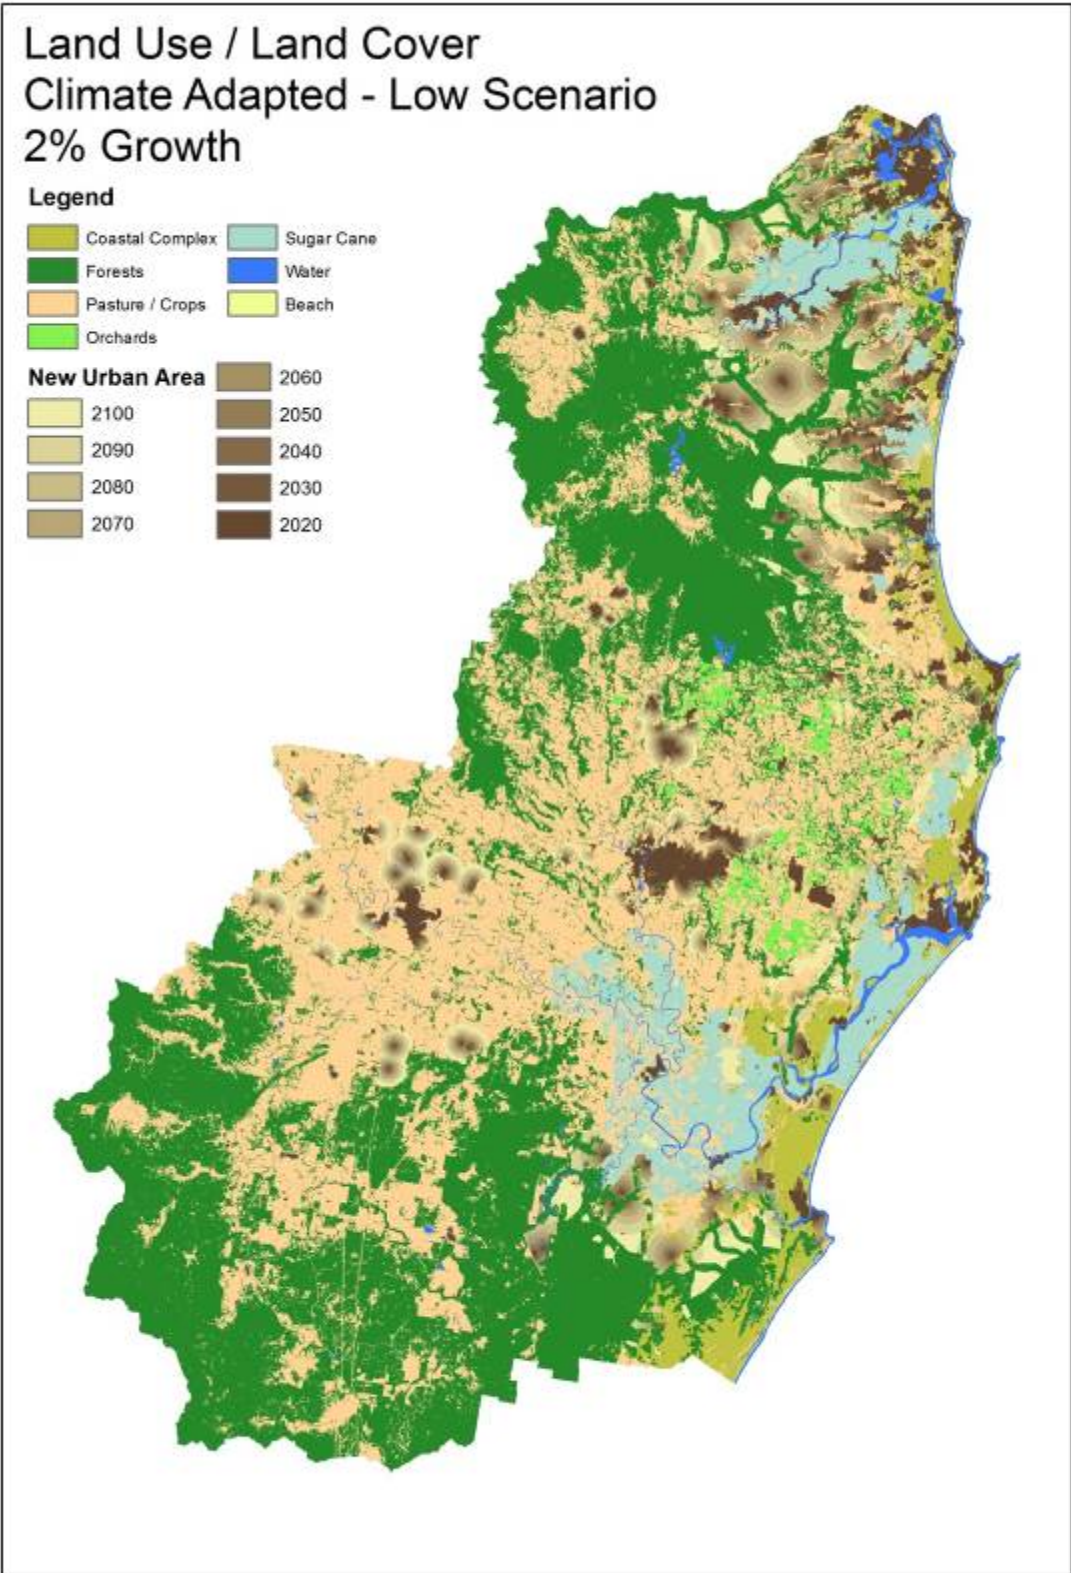 Land Use / Land Cover
Climate Adapted - Low Scenario
2% Growth
Legend
Coastal Complex
Forests
Pasture / Crops
Orchards
Sugar Cane
Water
Beach
New Urban Area
2100
2090
2080
2070
2060
2050
2040
2030
2020